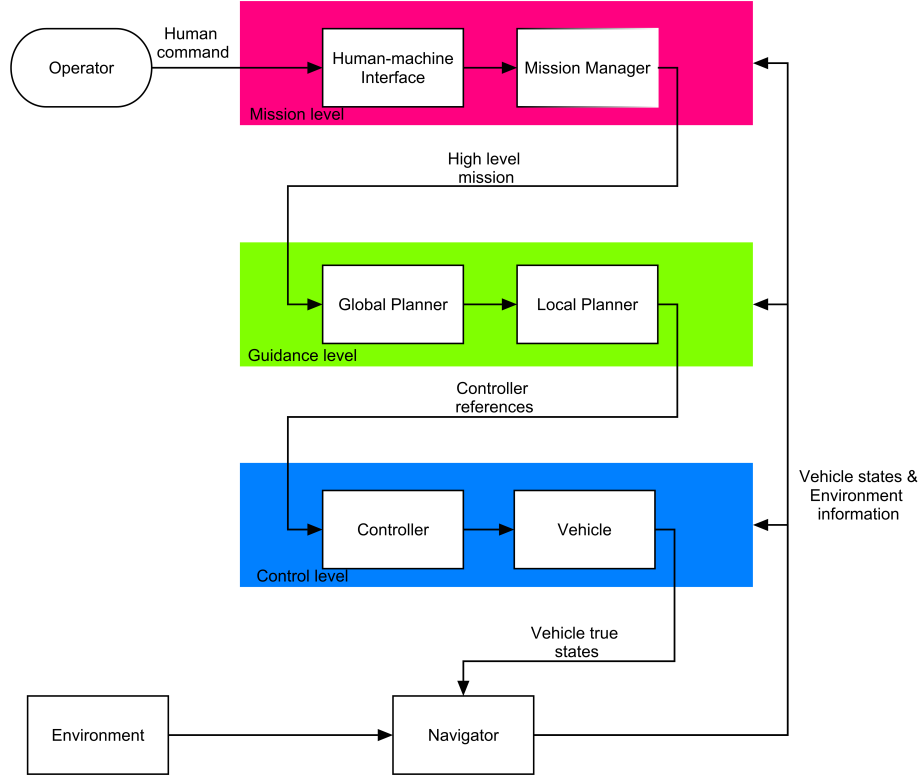 Human
command
Operator
Human-machine
Interface
Mission Manager
Mission level
High level
mission
Global Planner
Local Planner
Guidance level
Controller
references
Vehicle states &
Environment
information
Controller
Vehicle
Control level
Vehicle true
states
Environment
Navigator